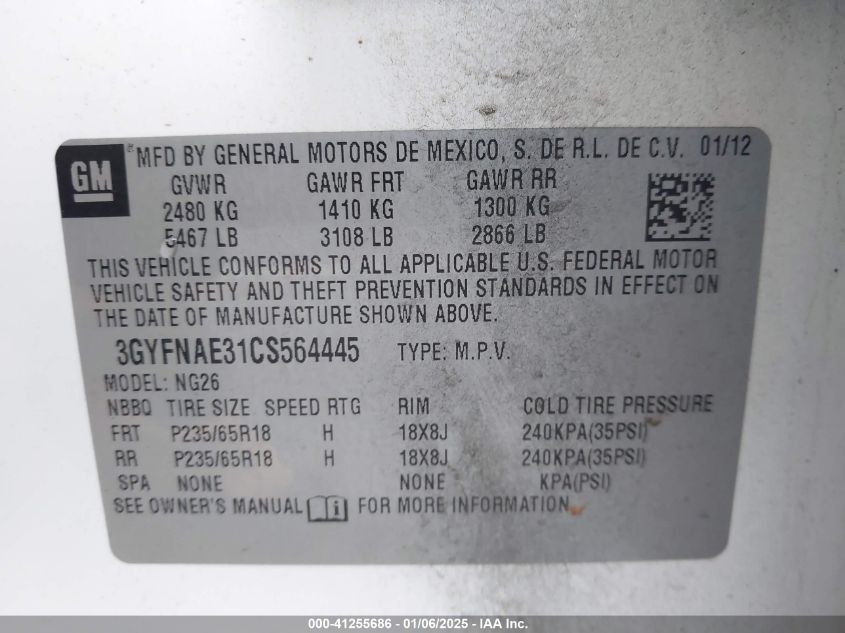 GM ® MFD BY GENERAL MOTORS DE MEXICO, S. DE R.L. DE C.V. 01/12
GVWR GAWR FRT GAWR RR
2480 KG 1410 KG 1300 KG
5467 LB 3108 LB 2866 LB
THIS VEHICLE CONFORMS TO ALL APPLICABLE U.S. FEDERAL MOTOR
VEHICLE SAFETY AND THEFT PREVENTION STANDARDS IN EFFECT ON
THE DATE OF MANUFACTURE SHOWN ABOVE.
3GYFNAE31CS564445 TYPE: M.P.V.
MODEL: NG26
NBBQ TIRE SIZE SPEED RTG RIM COLD TIRE PRESSURE
FRT P235/65R18 H 18X8J 240KPA(35PSI)
RR P235/65R18 H 18X8J 240KPA(35PSI)
SPA NONE NONE KPA(PSI)
SEE OWNER'S MANUAL FOR MORE INFORMATION.
000-41255686 - 01/06/2025 - IAA Inc.